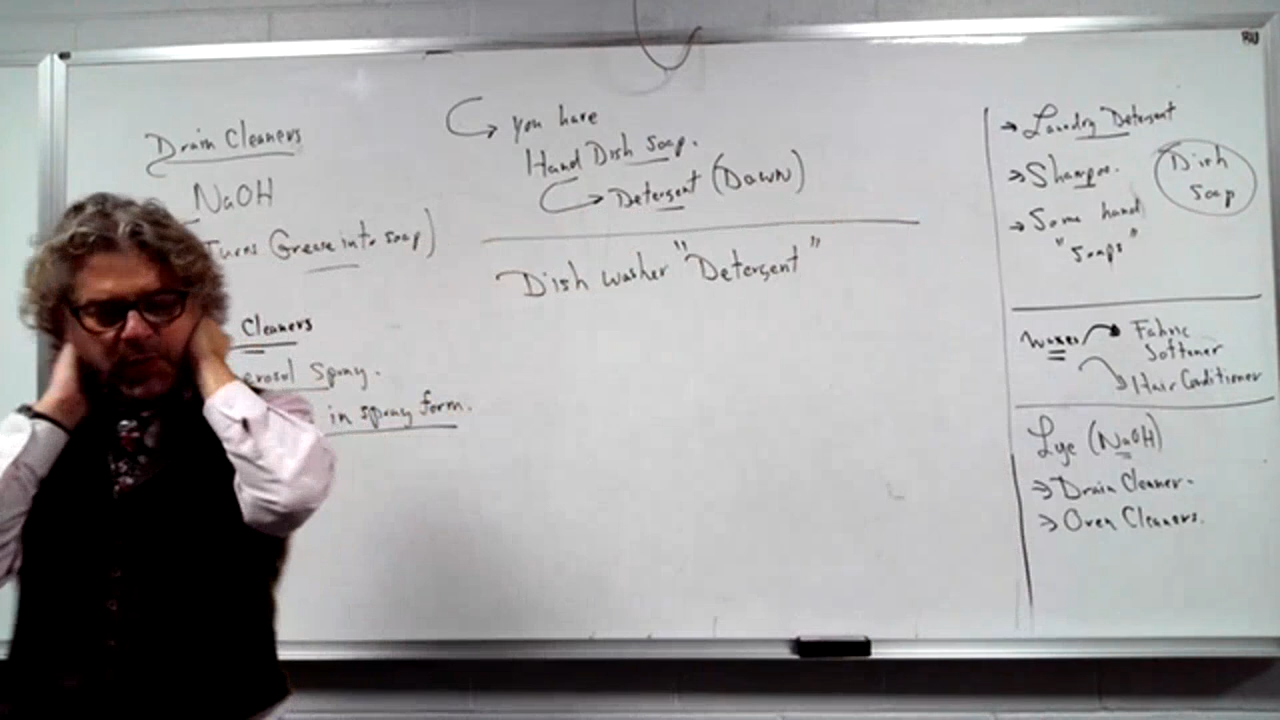 Drain Cleaners
NaOH
Turns Grease into soap)
Cleaners
erosol Spray.
in spray form.
you have
Hand Dish Soap.
Detergent (Dawn)
Dish washer "Detergent"
Laundry Detergent
Shampoo.
Some hand
"Soaps"
Dish
Soap
Waxes
Fabric
Softener
Hair Conditioner
Lye (NaOH)
Drain Cleaner.
Oven Cleaners.